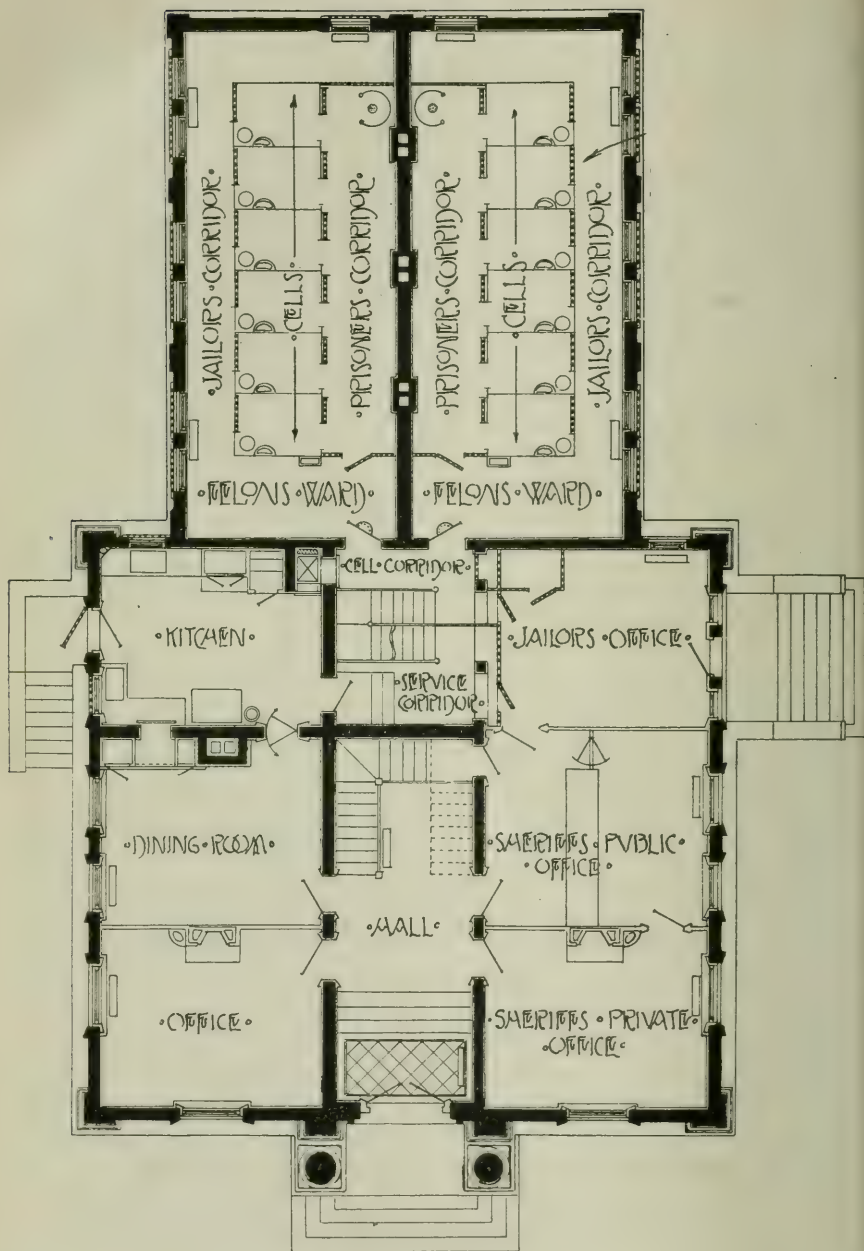 ·JAILORS·CORRIDOR·
·CELLS·
·PRISONERS·CORRIDOR·
·PRISONERS·CORRIDOR·
·CELLS·
·JAILORS·CORRIDOR·
·FELONS·WARD·
·FELONS·WARD·
·CELL·CORRIDOR·
·KITCHEN·
·JAILORS·OFFICE·
·SERVICE
CORRIDOR·
·DINING·ROOM·
·SHERIFFS·PVBLIC·
·OFFICE·
·HALL·
·OFFICE·
·SHERIFFS·PRIVATE·
·OFFICE·